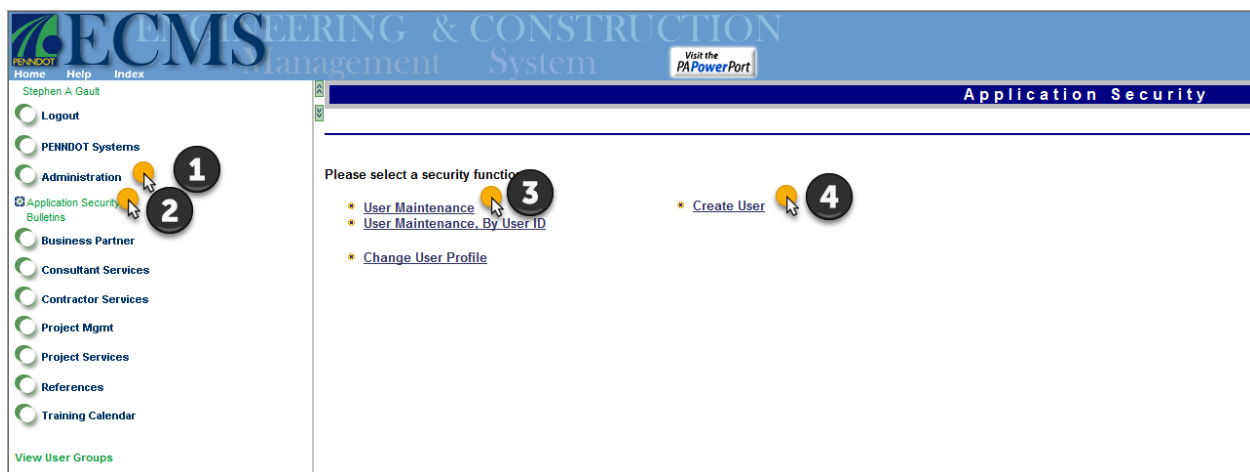 PENNDOT
ECMS
ENGINEERING & CONSTRUCTION
Management System
Visit the
PAPowerPort
Home Help Index
Stephen A Gault
Application Security
Logout
PENNDOT Systems
Administration
1
Application Security
2
Bulletins
Business Partner
Consultant Services
Contractor Services
Project Mgmt
Project Services
References
Training Calendar
View User Groups
Please select a security function
User Maintenance
3
User Maintenance, By User ID
Change User Profile
Create User
4